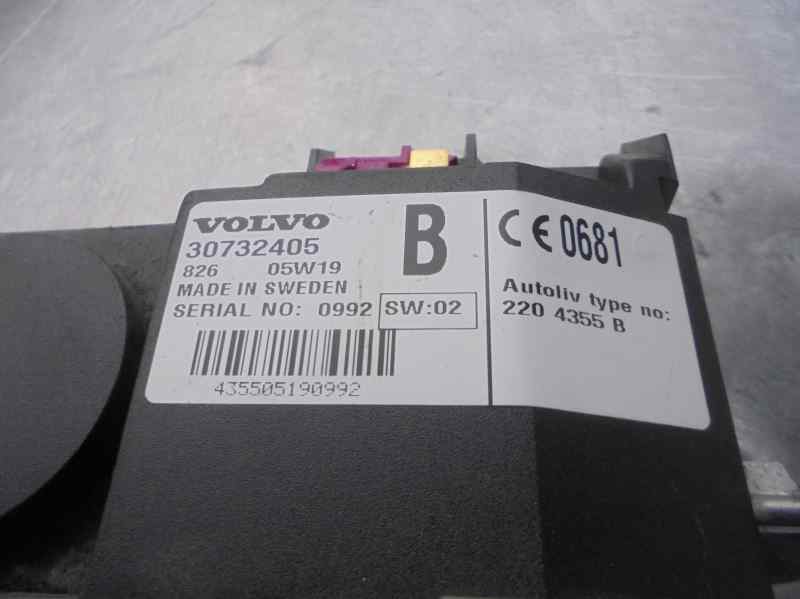 VOLVO
30732405
826 05W19
MADE IN SWEDEN
SERIAL NO: 0992
SW:02
435505190992
B
CE 0681
Autoliv type no:
220 4355 B